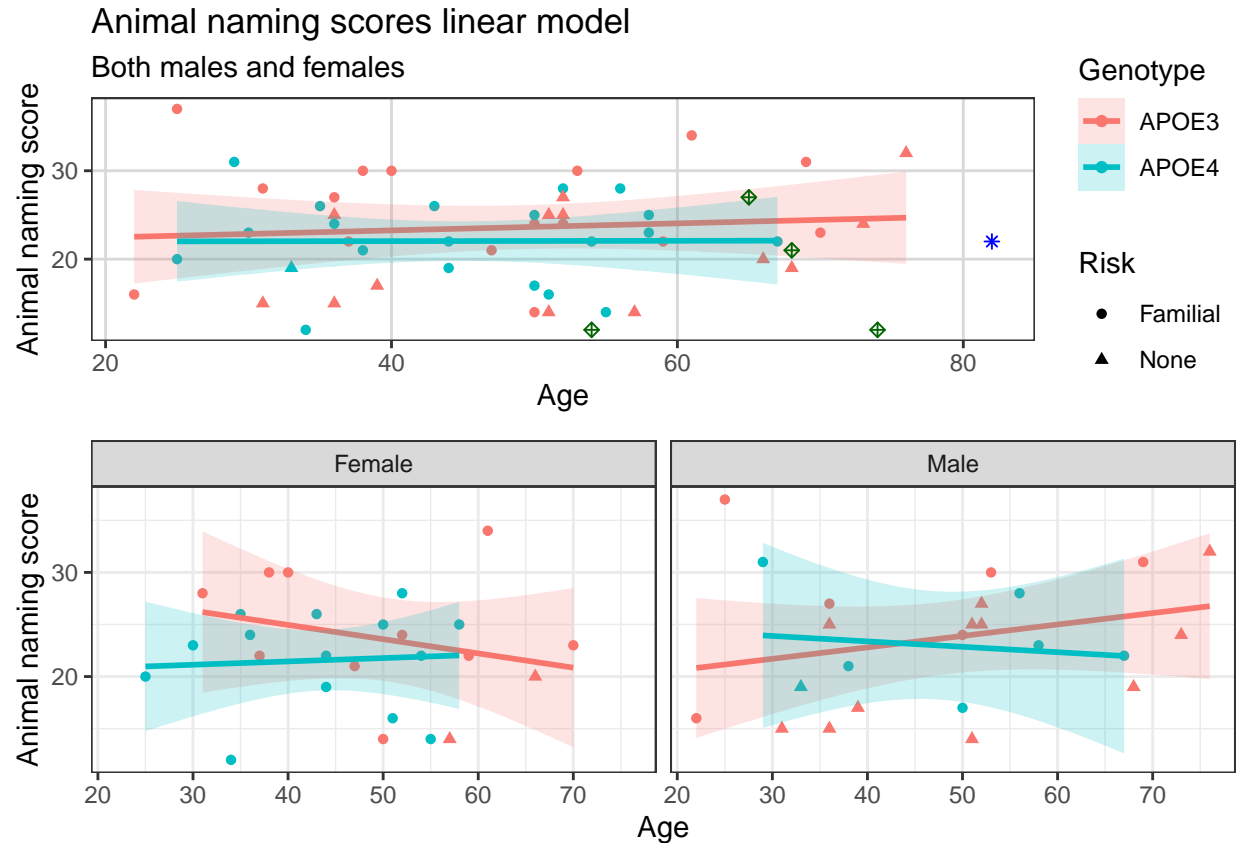 Animal naming scores linear model
Both males and females
Animal naming score
30
20
20
40
60
80
Age
Genotype
APOE3
APOE4
Risk
Familial
None
Female
Male
Animal naming score
30
20
20
30
40
50
60
70
20
30
40
50
60
70
Age